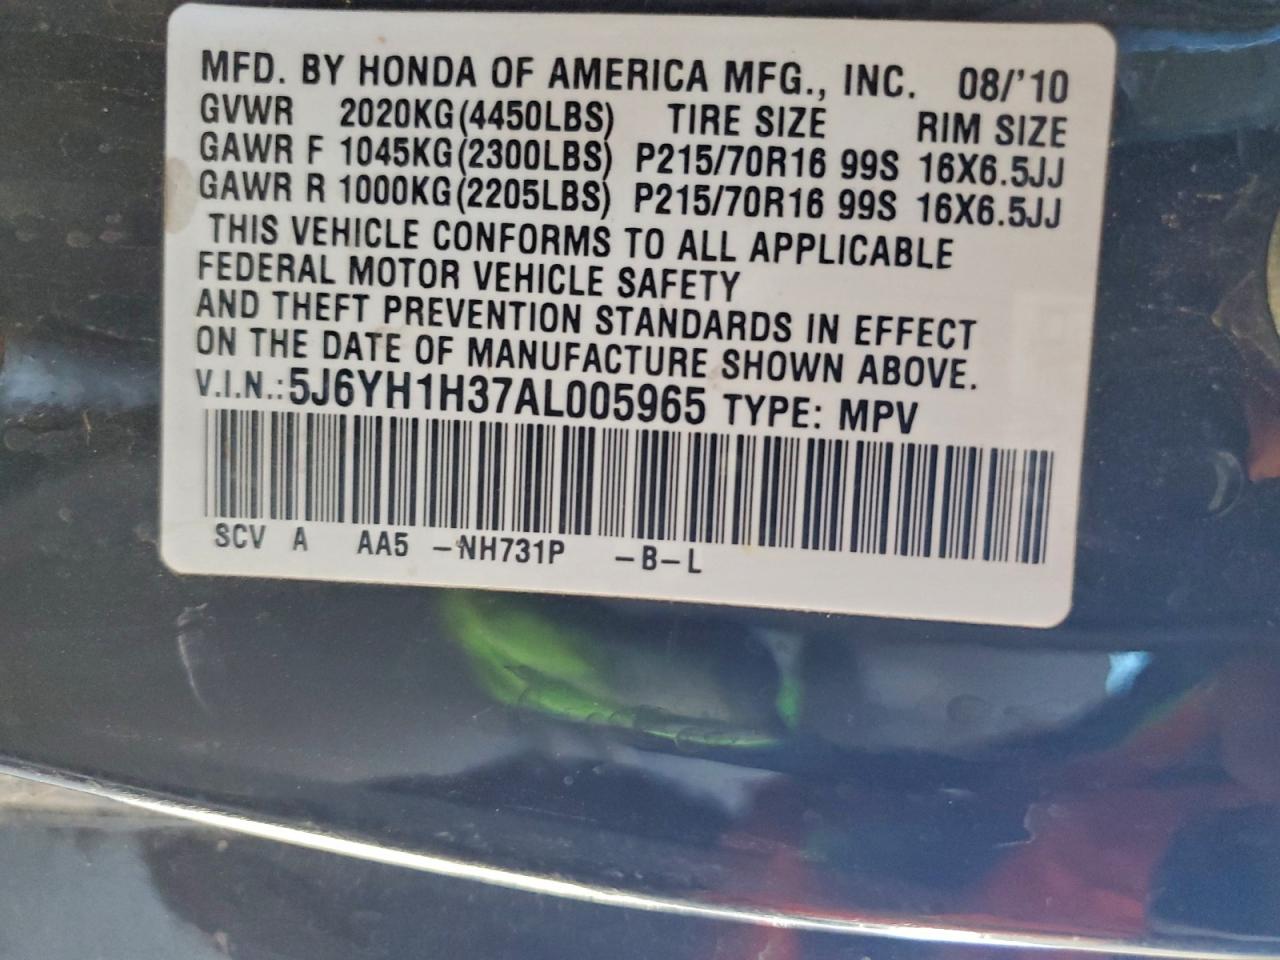 MFD. BY HONDA OF AMERICA MFG., INC. 08/'10
GVWR 2020KG(4450LBS) TIRE SIZE RIM SIZE
GAWR F 1045KG(2300LBS) P215/70R16 99S 16X6.5JJ
GAWR R 1000KG(2205LBS) P215/70R16 99S 16X6.5JJ
THIS VEHICLE CONFORMS TO ALL APPLICABLE
FEDERAL MOTOR VEHICLE SAFETY
AND THEFT PREVENTION STANDARDS IN EFFECT
ON THE DATE OF MANUFACTURE SHOWN ABOVE.
V.I.N.:5J6YH1H37AL005965 TYPE: MPV
SCV A AA5 -NH731P -B-L